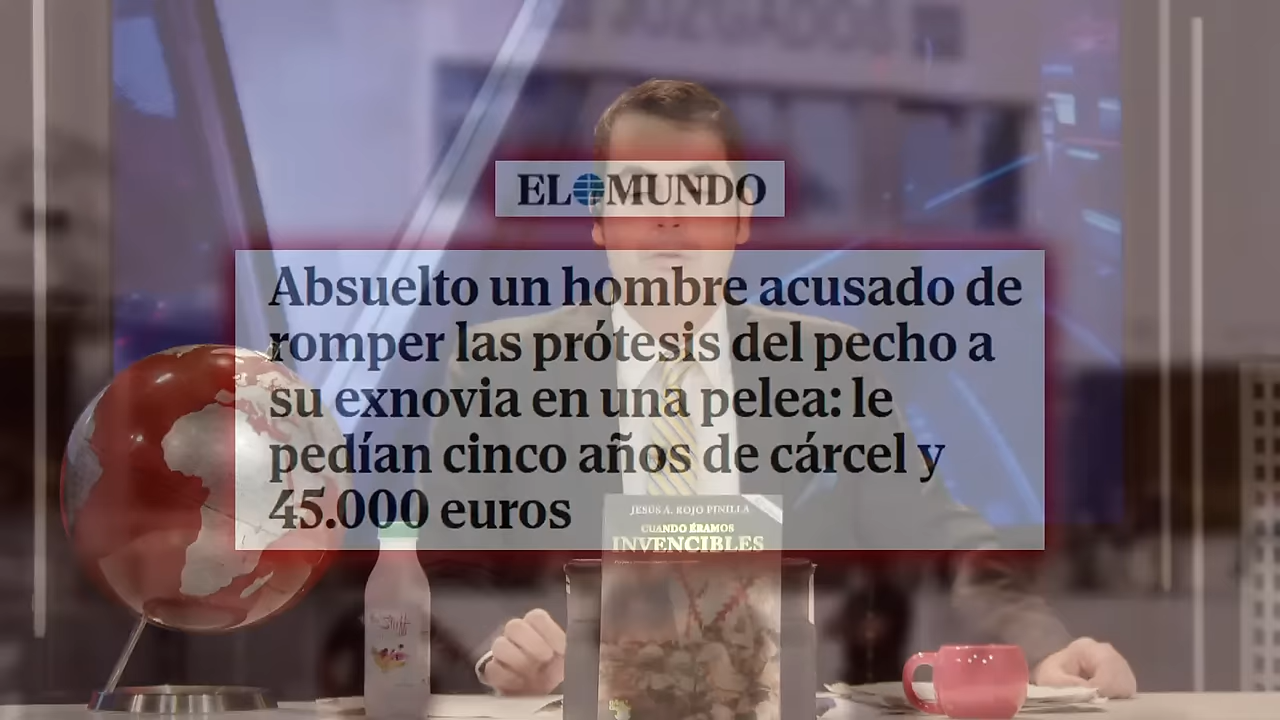 JUZGADOS
EL MUNDO
Absuelto un hombre acusado de
romper las prótesis del pecho a
su exnovia en una pelea: le
pedían cinco años de cárcel y
45.000 euros
JESÚS Á. ROJO PINILLA
CUANDO ÉRAMOS
INVENCIBLES